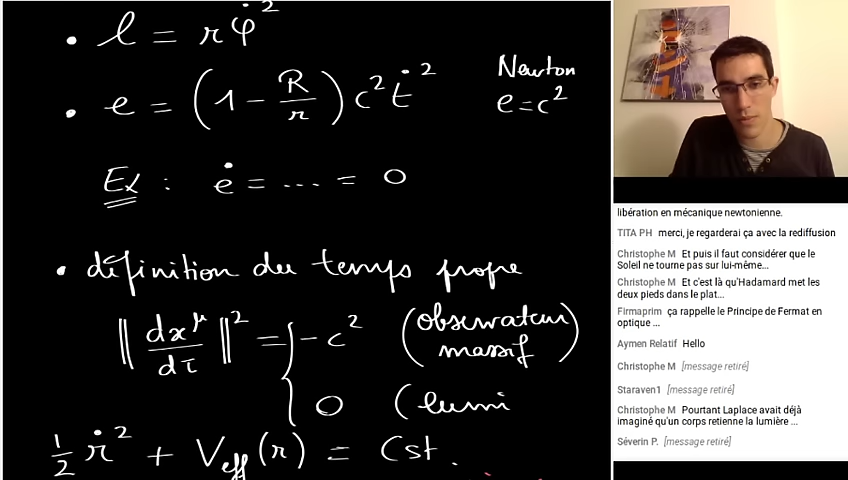 • l = r φ̇²
• e = (1 - R/r) c² ṫ²
Newton
e = c²
Ex : ė = .... = 0
• définition du temps propre
‖ dx^μ/dτ ‖² = { - c² (observateur massif)
0 (lumi
1/2 ṙ² + V_eff(r) = Cst.
libération en mécanique newtonienne.
TITA PH merci, je regarderai ça avec la rediffusion
Christophe M Et puis il faut considérer que le
Soleil ne tourne pas sur lui-même...
Christophe M Et c'est là qu'Hadamard met les
deux pieds dans le plat...
Firmaprim ça rappelle le Principe de Fermat en
optique ...
Aymen Relatif Hello
Christophe M [message retiré]
Staraven1 [message retiré]
Christophe M Pourtant Laplace avait déjà
imaginé qu'un corps retienne la lumière ...
Séverin P. [message retiré]